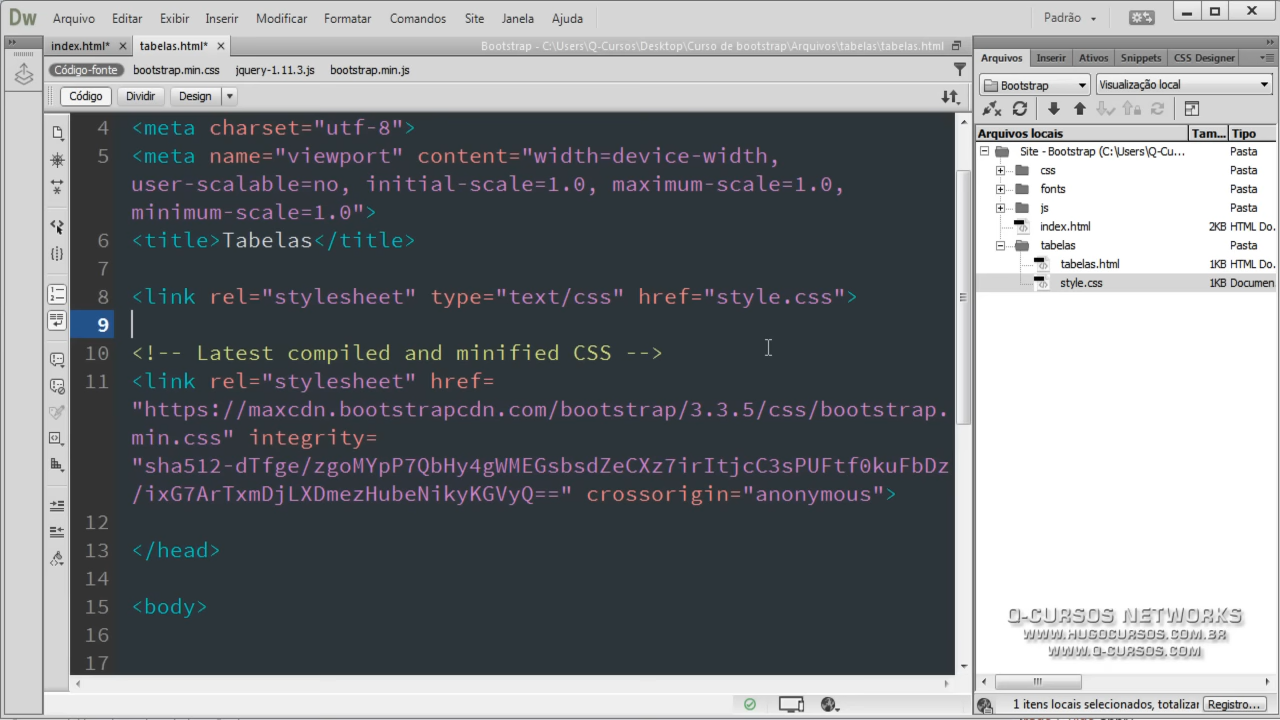 Dw Arquivo Editar Exibir Inserir Modificar Formatar Comandos Site Janela Ajuda Padrão
index.html* tabelas.html* Bootstrap - C:\Users\Q-Cursos\Desktop\Curso de bootstrap\Arquivos\tabelas\tabelas.html
Código-fonte bootstrap.min.css jquery-1.11.3.js bootstrap.min.js
Código Dividir Design
4 <meta charset="utf-8">
5 <meta name="viewport" content="width=device-width,
user-scalable=no, initial-scale=1.0, maximum-scale=1.0,
minimum-scale=1.0">
6 <title>Tabelas</title>
7
8 <link rel="stylesheet" type="text/css" href="style.css">
9
10 <!-- Latest compiled and minified CSS -->
11 <link rel="stylesheet" href=
"https://maxcdn.bootstrapcdn.com/bootstrap/3.3.5/css/bootstrap.
min.css" integrity=
"sha512-dTfge/zgoMYpP7QbHy4gWMEGsbsdZeCXz7irItjcC3sPUFtf0kuFbDz
/ixG7ArTxmDjLXDmezHubeNikyKGVyQ==" crossorigin="anonymous">
12
13 </head>
14
15 <body>
16
17
Arquivos Inserir Ativos Snippets CSS Designer
Bootstrap Visualização local
Arquivos locais Tam... Tipo
Site - Bootstrap (C:\Users\Q-Cu... Pasta
css Pasta
fonts Pasta
js Pasta
index.html 2KB HTML Do.
tabelas Pasta
tabelas.html 1KB HTML Do.
style.css 1KB Documen
Q-CURSOS NETWORKS
WWW.HUGOCURSOS.COM.BR
WWW.Q-CURSOS.COM
1 itens locais selecionados, totalizar Registro...